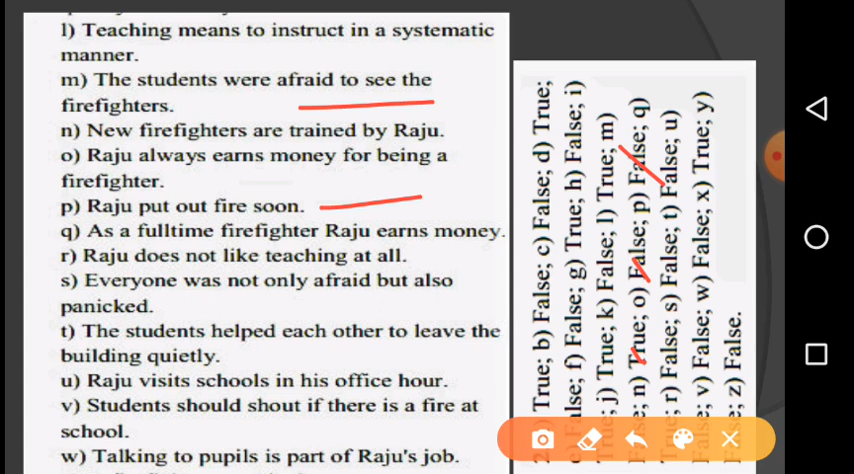 l) Teaching means to instruct in a systematic
manner.
m) The students were afraid to see the
firefighters.
n) New firefighters are trained by Raju.
o) Raju always earns money for being a
firefighter.
p) Raju put out fire soon.
q) As a fulltime firefighter Raju earns money.
r) Raju does not like teaching at all.
s) Everyone was not only afraid but also
panicked.
t) The students helped each other to leave the
building quietly.
u) Raju visits schools in his office hour.
v) Students should shout if there is a fire at
school.
w) Talking to pupils is part of Raju's job.
True; b) False; c) False; d) True;
False; f) False; g) True; h) False; i)
True; j) True; k) False; l) True; m)
n) True; o) False; p) False; q)
r) False; s) False; t) False; u)
v) False; w) False; x) True; y)
z) False.